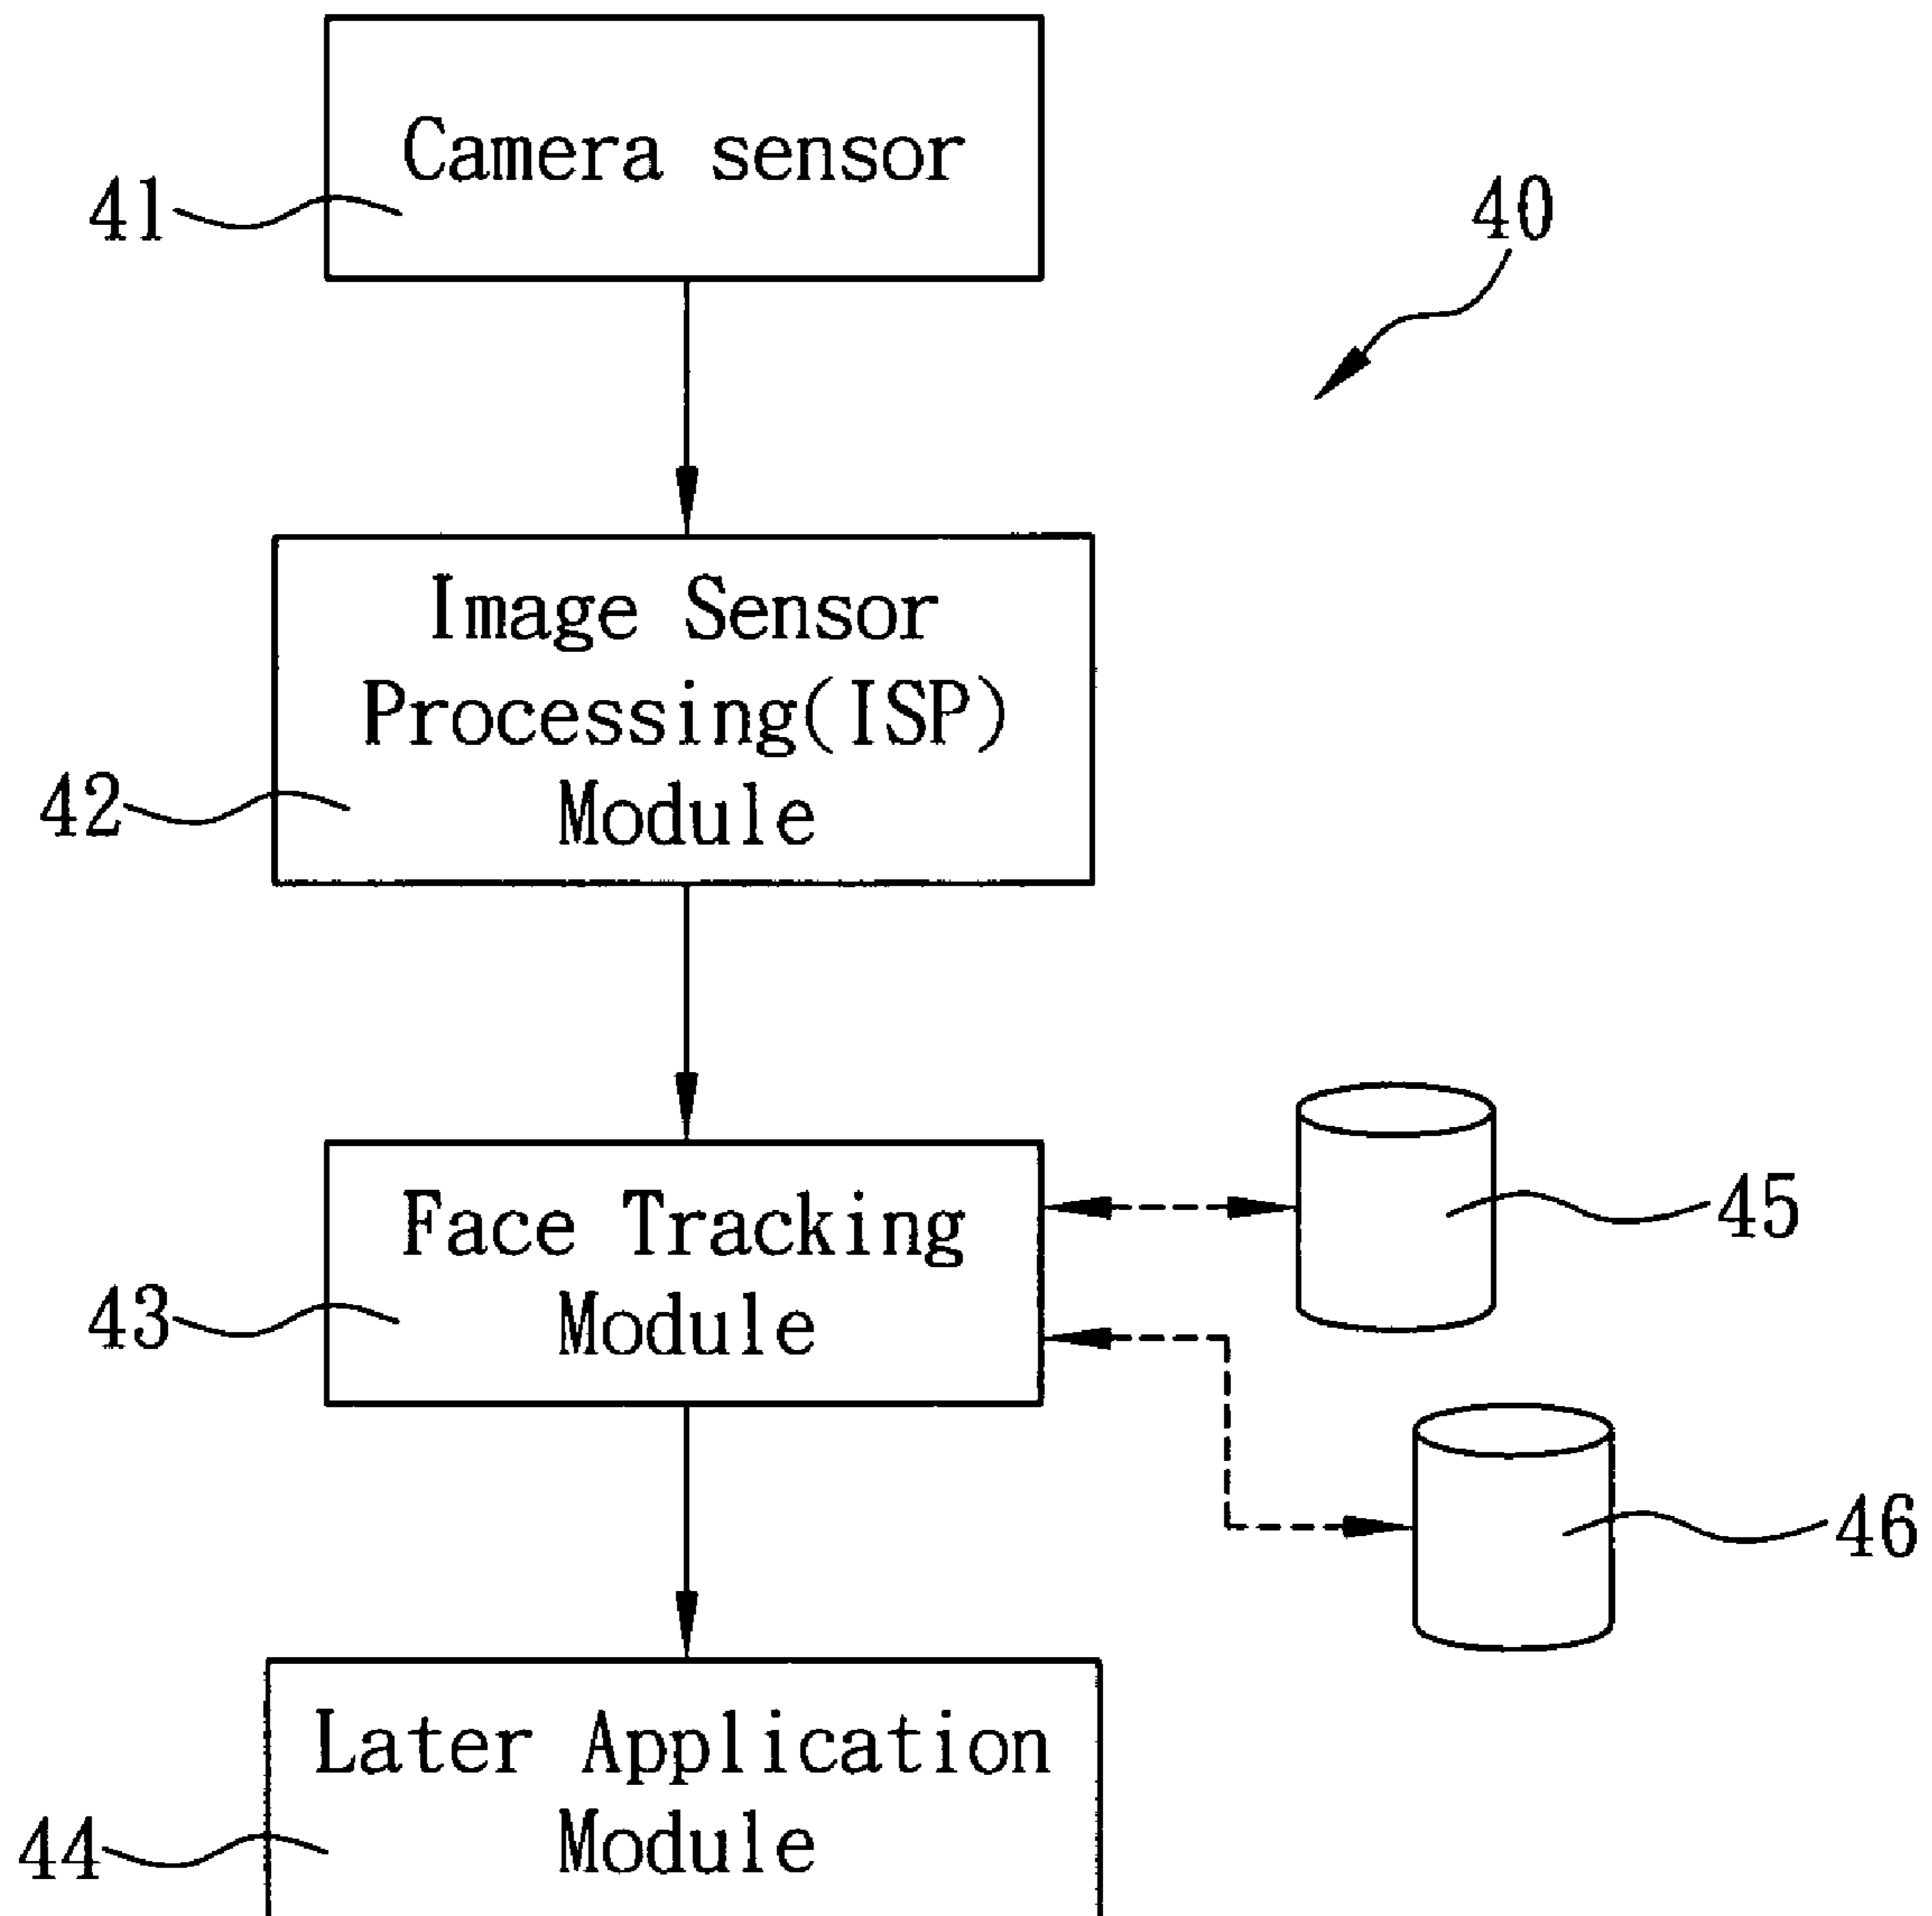 Camera sensor
41
40
Image Sensor
Processing(ISP)
Module
42
Face Tracking
Module
43
45
46
Later Application
Module
44